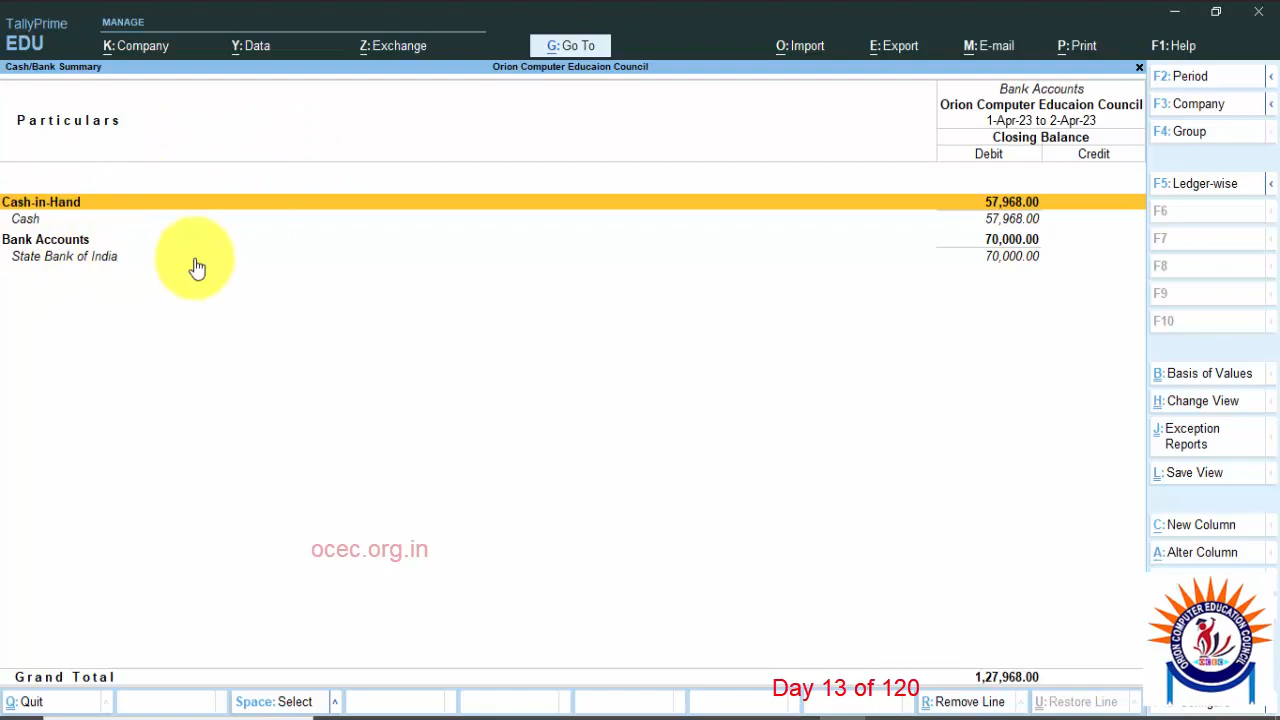 TallyPrime
EDU
MANAGE
K: Company
Y: Data
Z: Exchange
G: Go To
O: Import
E: Export
M: E-mail
P: Print
F1: Help
Cash/Bank Summary
Orion Computer Educaion Council
Particulars
Bank Accounts
Orion Computer Educaion Council
1-Apr-23 to 2-Apr-23
Closing Balance
Debit Credit
Cash-in-Hand 57,968.00
Cash 57,968.00
Bank Accounts 70,000.00
State Bank of India 70,000.00
Grand Total 1,27,968.00
F2: Period
F3: Company
F4: Group
F5: Ledger-wise
F6
F7
F8
F9
F10
B: Basis of Values
H: Change View
J: Exception
Reports
L: Save View
C: New Column
A: Alter Column
ocec.org.in
ORION COMPUTER EDUCATION COUNCIL
OCEC
Day 13 of 120
Q: Quit
Space: Select
R: Remove Line
U: Restore Line